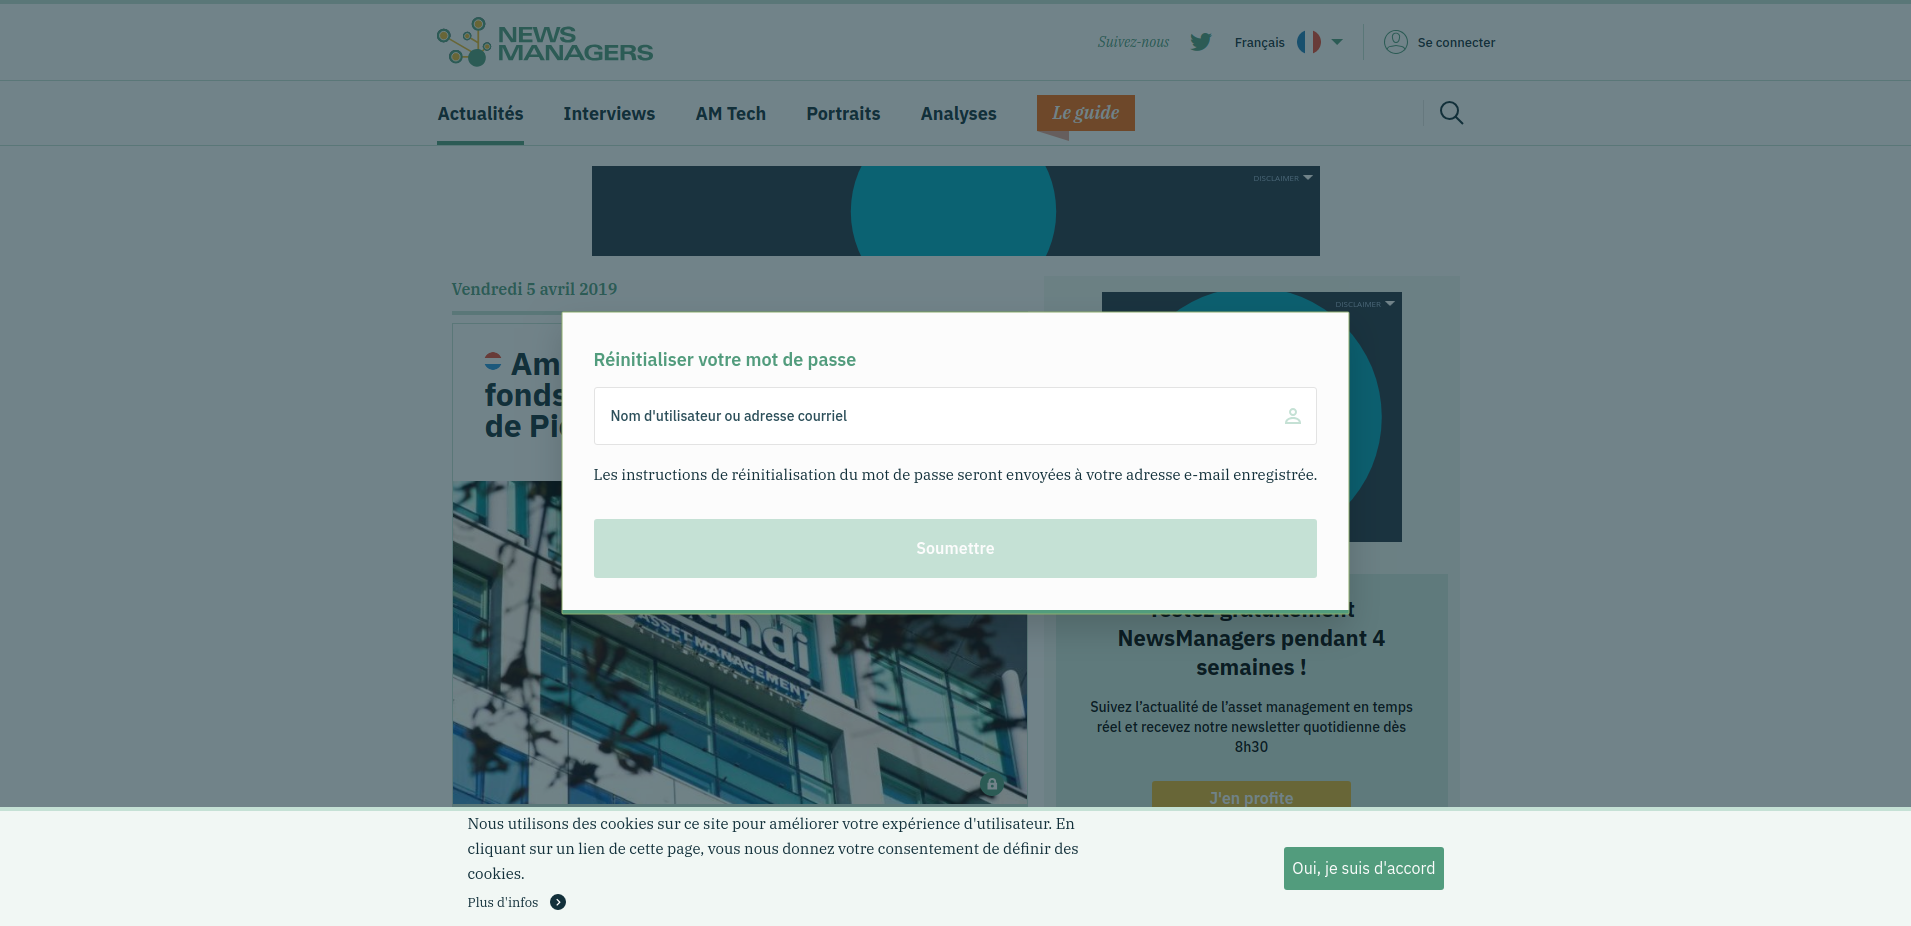 NEWS
MANAGERS
Suivez-nous
Français
Se connecter
Actualités
Interviews
AM Tech
Portraits
Analyses
Le guide
DISCLAIMER
Vendredi 5 avril 2019
DISCLAIMER
Am
fonds
de Pi
Réinitialiser votre mot de passe
Nom d'utilisateur ou adresse courriel
Les instructions de réinitialisation du mot de passe seront envoyées à votre adresse e-mail enregistrée.
Soumettre
ASSET MANAGEMENT
Testez gratuitement
NewsManagers pendant 4
semaines !
Suivez l'actualité de l'asset management en temps
réel et recevez notre newsletter quotidienne dès
8h30
J'en profite
Nous utilisons des cookies sur ce site pour améliorer votre expérience d'utilisateur. En
cliquant sur un lien de cette page, vous nous donnez votre consentement de définir des
cookies.
Plus d'infos
Oui, je suis d'accord